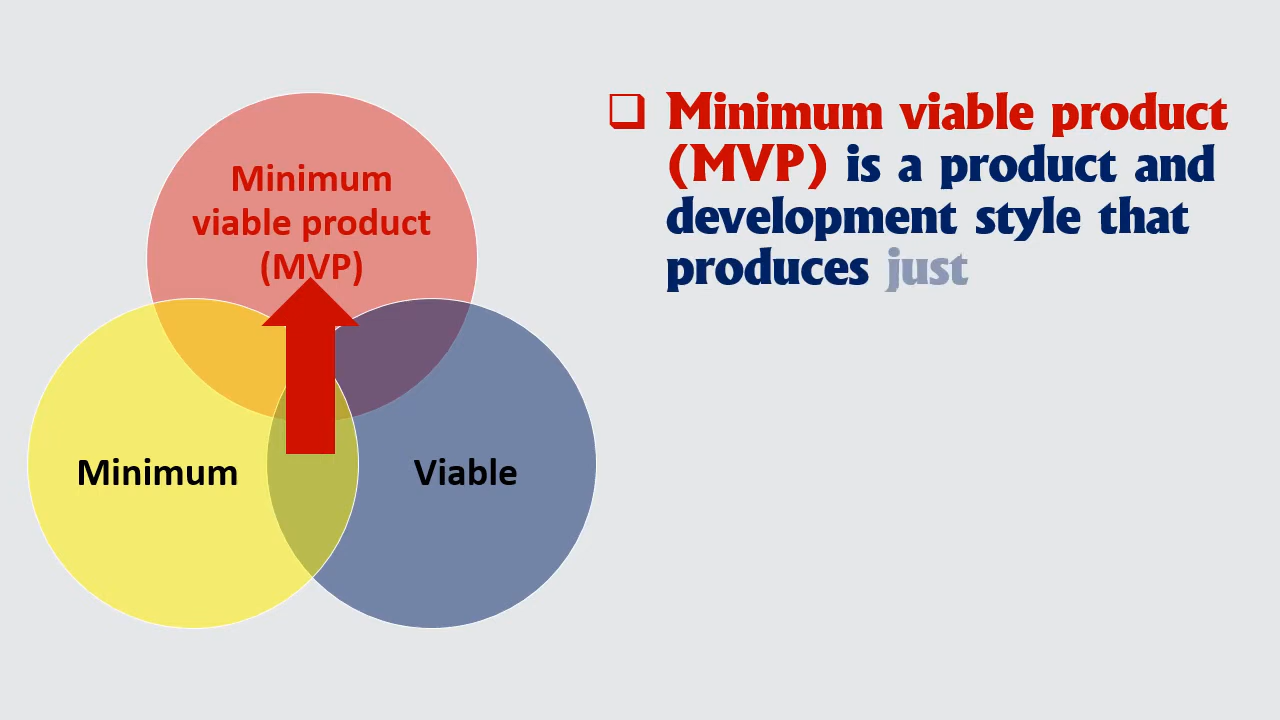 Minimum
viable product
(MVP)
Minimum
Viable
Minimum viable product
(MVP) is a product and
development style that
produces just